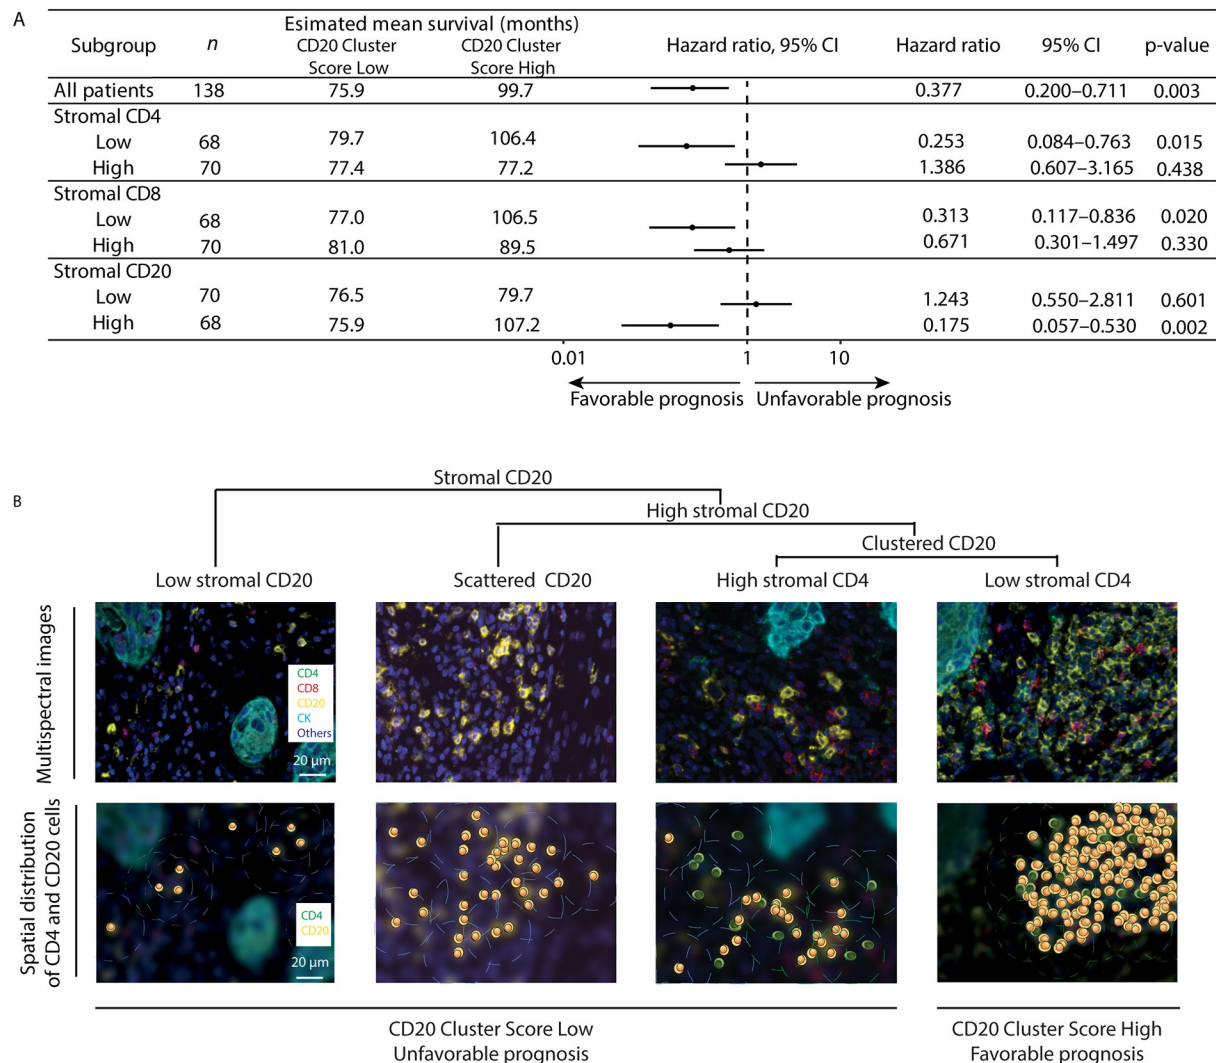 A
Esimated mean survival (months)
Subgroup n CD20 Cluster Score Low CD20 Cluster Score High Hazard ratio, 95% CI Hazard ratio 95% CI p-value
All patients 138 75.9 99.7 0.377 0.200–0.711 0.003
Stromal CD4
Low 68 79.7 106.4 0.253 0.084–0.763 0.015
High 70 77.4 77.2 1.386 0.607–3.165 0.438
Stromal CD8
Low 68 77.0 106.5 0.313 0.117–0.836 0.020
High 70 81.0 89.5 0.671 0.301–1.497 0.330
Stromal CD20
Low 70 76.5 79.7 1.243 0.550–2.811 0.601
High 68 75.9 107.2 0.175 0.057–0.530 0.002
0.01 1 10
Favorable prognosis Unfavorable prognosis
B
Stromal CD20
High stromal CD20
Clustered CD20
Low stromal CD20 Scattered CD20 High stromal CD4 Low stromal CD4
Multispectral images
CD4
CD8
CD20
CK
Others
20 μm
Spatial distribution
of CD4 and CD20 cells
CD4
CD20
20 μm
CD20 Cluster Score Low
Unfavorable prognosis
CD20 Cluster Score High
Favorable prognosis